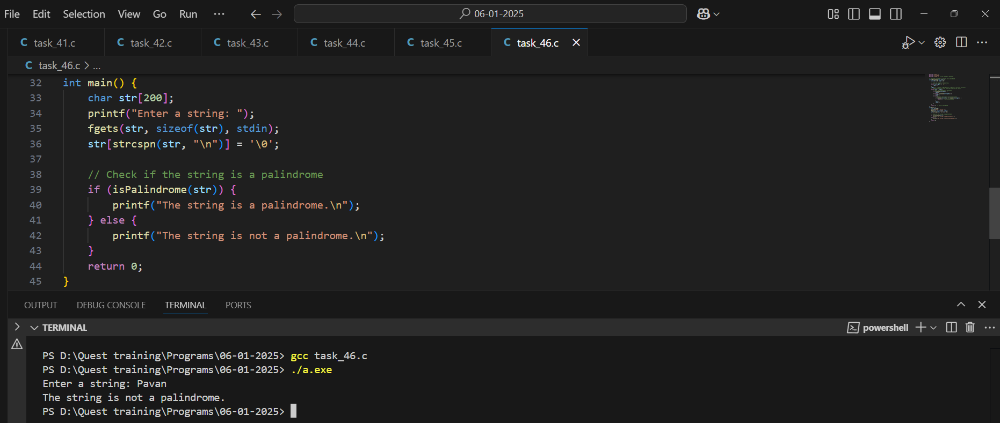 File Edit Selection View Go Run ··· 06-01-2025
C task_41.c C task_42.c C task_43.c C task_44.c C task_45.c C task_46.c
C task_46.c > ...
32 int main() {
33 char str[200];
34 printf("Enter a string: ");
35 fgets(str, sizeof(str), stdin);
36 str[strcspn(str, "\n")] = '\0';
37
38 // Check if the string is a palindrome
39 if (isPalindrome(str)) {
40 printf("The string is a palindrome.\n");
41 } else {
42 printf("The string is not a palindrome.\n");
43 }
44 return 0;
45 }
OUTPUT DEBUG CONSOLE TERMINAL PORTS
TERMINAL powershell
PS D:\Quest training\Programs\06-01-2025> gcc task_46.c
PS D:\Quest training\Programs\06-01-2025> ./a.exe
Enter a string: Pavan
The string is not a palindrome.
PS D:\Quest training\Programs\06-01-2025>